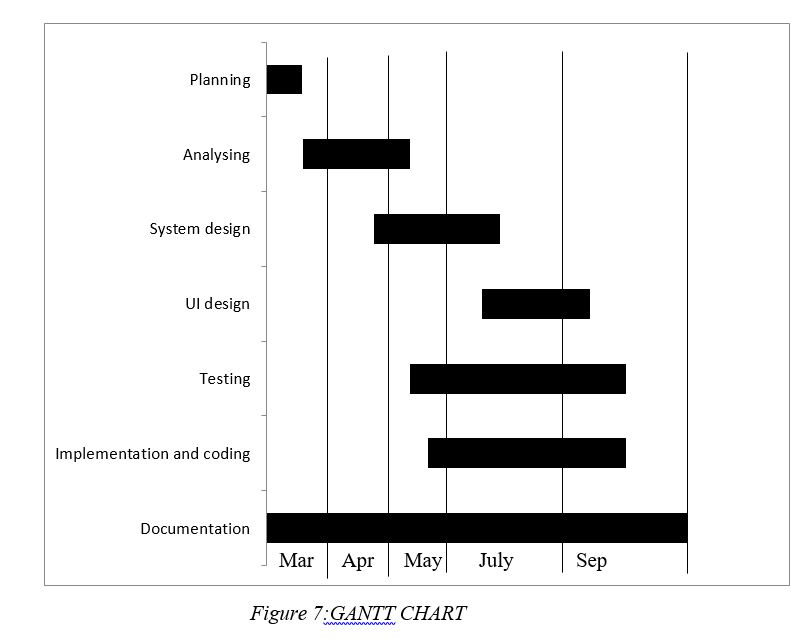 Planning
Analysing
System design
UI design
Testing
Implementation and coding
Documentation
Mar Apr May July Sep
Figure 7:GANTT CHART